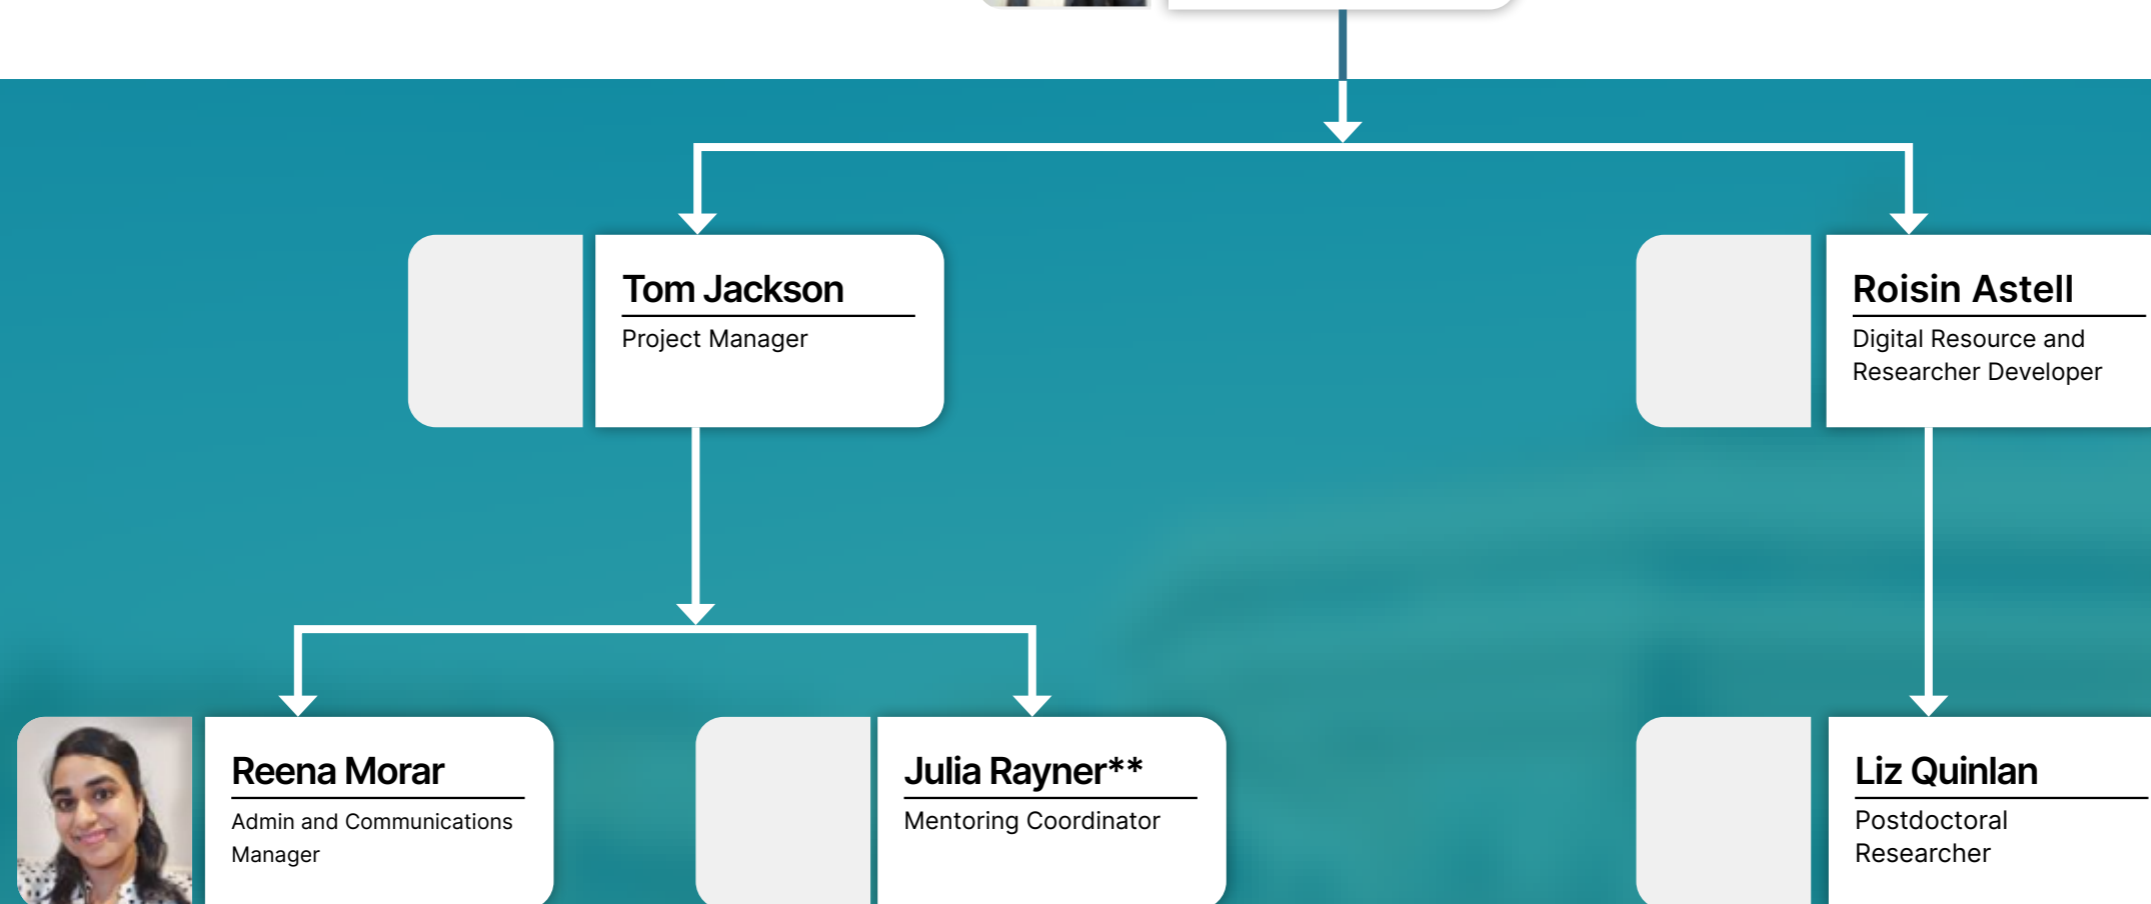 Tom Jackson
Project Manager
Roisin Astell
Digital Resource and
Researcher Developer
Reena Morar
Admin and Communications
Manager
Julia Rayner**
Mentoring Coordinator
Liz Quinlan
Postdoctoral
Researcher